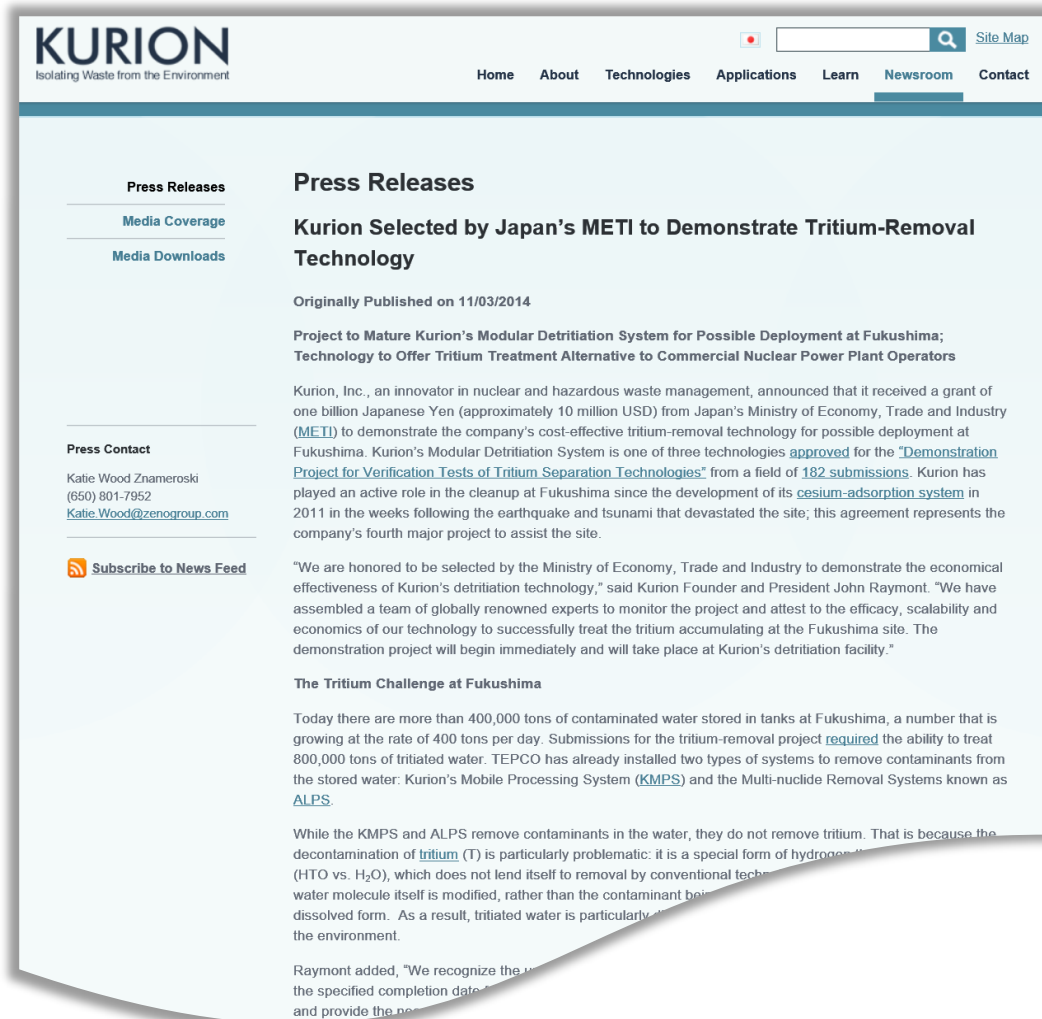 KURION
Isolating Waste from the Environment
Site Map
Home About Technologies Applications Learn Newsroom Contact
Press Releases
Media Coverage
Media Downloads
Press Contact
Katie Wood Znameroski
(650) 801-7952
Katie.Wood@zenogroup.com
Subscribe to News Feed
Press Releases
Kurion Selected by Japan’s METI to Demonstrate Tritium-Removal
Technology
Originally Published on 11/03/2014
Project to Mature Kurion’s Modular Detritiation System for Possible Deployment at Fukushima;
Technology to Offer Tritium Treatment Alternative to Commercial Nuclear Power Plant Operators
Kurion, Inc., an innovator in nuclear and hazardous waste management, announced that it received a grant of
one billion Japanese Yen (approximately 10 million USD) from Japan’s Ministry of Economy, Trade and Industry
(METI) to demonstrate the company’s cost-effective tritium-removal technology for possible deployment at
Fukushima. Kurion’s Modular Detritiation System is one of three technologies approved for the “Demonstration
Project for Verification Tests of Tritium Separation Technologies” from a field of 182 submissions. Kurion has
played an active role in the cleanup at Fukushima since the development of its cesium-adsorption system in
2011 in the weeks following the earthquake and tsunami that devastated the site; this agreement represents the
company’s fourth major project to assist the site.
“We are honored to be selected by the Ministry of Economy, Trade and Industry to demonstrate the economical
effectiveness of Kurion’s detritiation technology,” said Kurion Founder and President John Raymont. “We have
assembled a team of globally renowned experts to monitor the project and attest to the efficacy, scalability and
economics of our technology to successfully treat the tritium accumulating at the Fukushima site. The
demonstration project will begin immediately and will take place at Kurion’s detritiation facility.”
The Tritium Challenge at Fukushima
Today there are more than 400,000 tons of contaminated water stored in tanks at Fukushima, a number that is
growing at the rate of 400 tons per day. Submissions for the tritium-removal project required the ability to treat
800,000 tons of tritiated water. TEPCO has already installed two types of systems to remove contaminants from
the stored water: Kurion’s Mobile Processing System (KMPS) and the Multi-nuclide Removal Systems known as
ALPS.
While the KMPS and ALPS remove contaminants in the water, they do not remove tritium. That is because the
decontamination of tritium (T) is particularly problematic: it is a special form of hydrogen
(HTO vs. H₂O), which does not lend itself to removal by conventional
water molecule itself is modified, rather than the contaminant
dissolved form. As a result, tritiated water is particularly
the environment.
Raymont added, “We recognize the
the specified completion date
and provide the